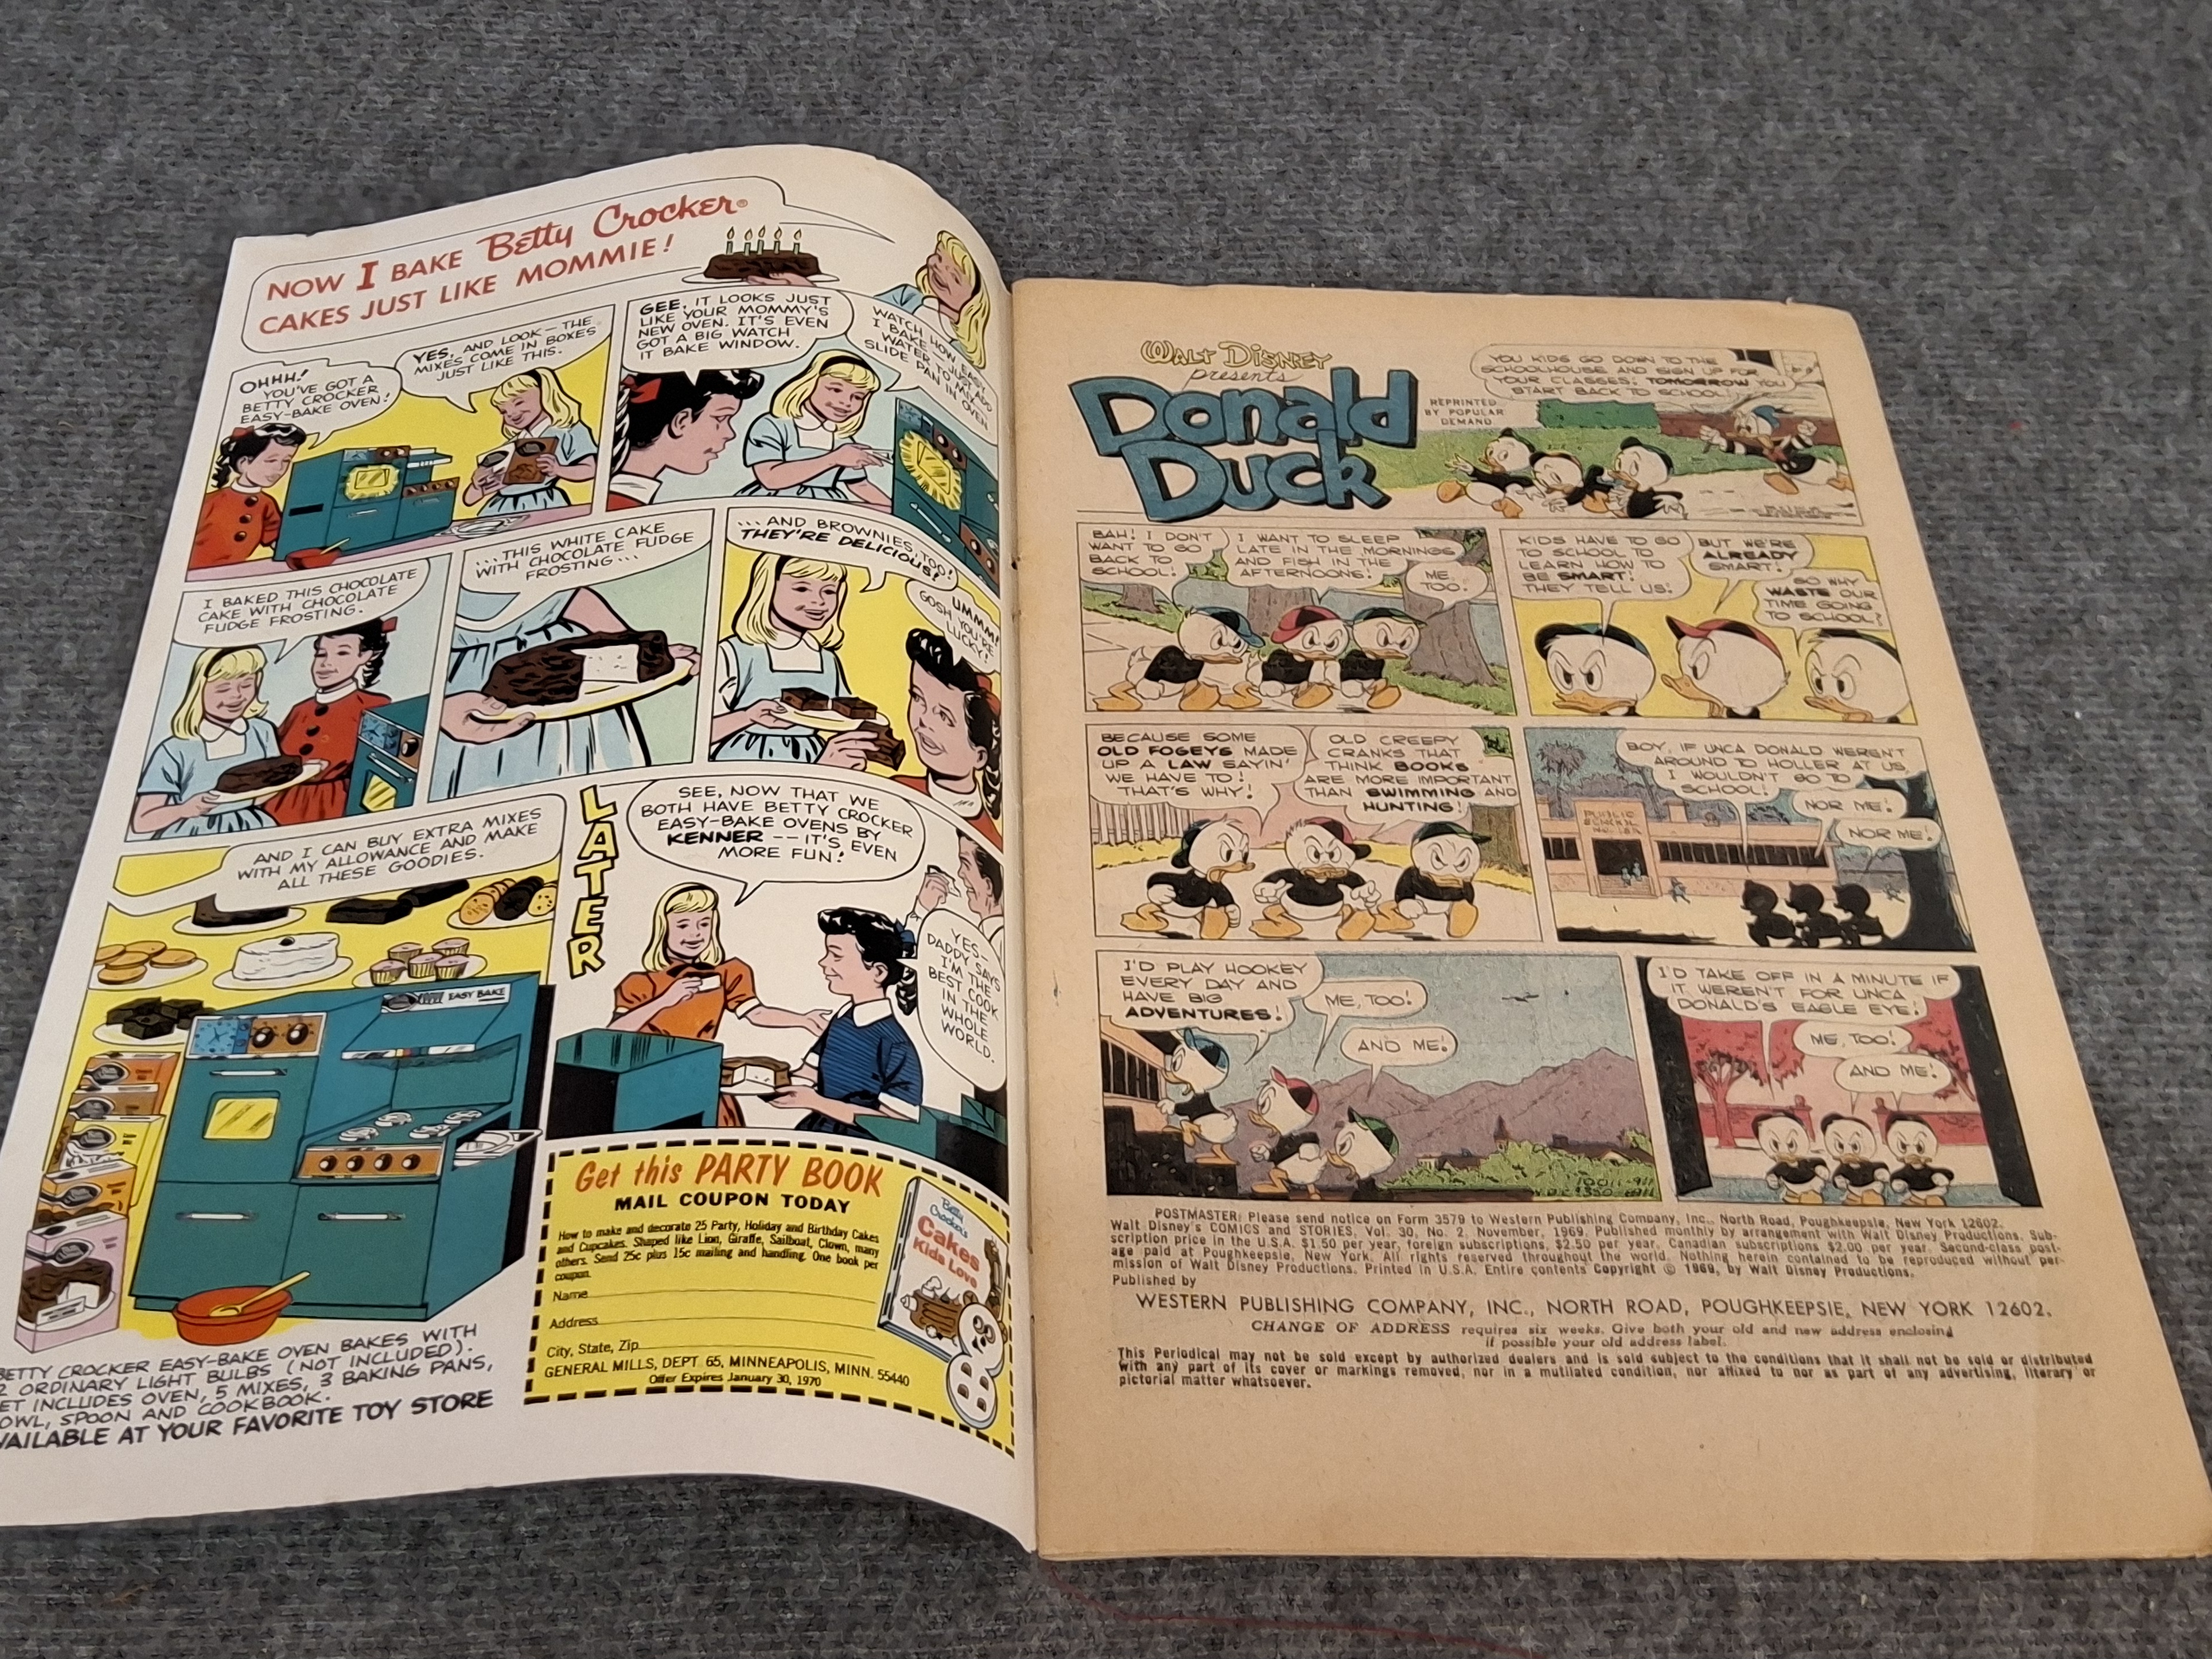 NOW I BAKE Betty Crocker®
CAKES JUST LIKE MOMMIE!
OHHH!
YOU'VE GOT A
BETTY CROCKER
EASY-BAKE OVEN!
YES, AND LOOK — THE
MIXES COME IN BOXES
JUST LIKE THIS.
GEE, IT LOOKS JUST
LIKE YOUR MOMMY'S
NEW OVEN. IT'S EVEN
GOT A BIG WATCH
IT BAKE WINDOW.
WATCH HOW EASY
I BAKE. JUST ADD
WATER, TO MIX
SLIDE PAN IN OVEN
I BAKED THIS CHOCOLATE
CAKE WITH CHOCOLATE
FUDGE FROSTING.
...THIS WHITE CAKE
WITH CHOCOLATE FUDGE
FROSTING...
...AND BROWNIES, TOO!
THEY'RE DELICIOUS!
UMMM!
GOSH YOU'RE
LUCKY!
AND I CAN BUY EXTRA MIXES
WITH MY ALLOWANCE AND MAKE
ALL THESE GOODIES.
EASY BAKE
LATER
SEE, NOW THAT WE
BOTH HAVE BETTY CROCKER
EASY-BAKE OVENS BY
KENNER -- IT'S EVEN
MORE FUN!
YES—
DADDY SAYS
I'M THE
BEST COOK
IN THE
WHOLE
WORLD.
BETTY CROCKER EASY-BAKE OVEN BAKES WITH
2 ORDINARY LIGHT BULBS (NOT INCLUDED).
ET INCLUDES OVEN, 5 MIXES, 3 BAKING PANS,
OWL, SPOON AND COOKBOOK.
VAILABLE AT YOUR FAVORITE TOY STORE
Get this PARTY BOOK
MAIL COUPON TODAY
How to make and decorate 25 Party, Holiday and Birthday Cakes
and Cupcakes. Shaped like Lion, Giraffe, Sailboat, Clown, many
others. Send 25c plus 15c mailing and handling. One book per
coupon.
Name
Address
City, State, Zip
GENERAL MILLS, DEPT. 65, MINNEAPOLIS, MINN. 55440
Offer Expires January 30, 1970
Betty
Crocker's
Cakes
Kids Love
WALT DISNEY
presents
Donald
Duck
REPRINTED
BY POPULAR
DEMAND
YOU KIDS GO DOWN TO THE
SCHOOLHOUSE AND SIGN UP FOR
YOUR CLASSES! TOMORROW YOU
START BACK TO SCHOOL!
BAH! I DON'T
WANT TO GO
BACK TO
SCHOOL!
I WANT TO SLEEP
LATE IN THE MORNINGS
AND FISH IN THE
AFTERNOONS!
ME,
TOO!
KIDS HAVE TO GO
TO SCHOOL TO
LEARN HOW TO
BE SMART!
THEY TELL US!
BUT WE'RE
ALREADY
SMART!
SO WHY
WASTE OUR
TIME GOING
TO SCHOOL?
BECAUSE SOME
OLD FOGEYS MADE
UP A LAW SAYIN'
WE HAVE TO!
THAT'S WHY!
OLD CREEPY
CRANKS THAT
THINK BOOKS
ARE MORE IMPORTANT
THAN SWIMMING AND
HUNTING!
BOY, IF UNCA DONALD WEREN'T
AROUND TO HOLLER AT US
I WOULDN'T GO TO
SCHOOL!
NOR ME!
NOR ME!
PUBLIC
SCHOOL
I'D PLAY HOOKEY
EVERY DAY AND
HAVE BIG
ADVENTURES!
ME, TOO!
AND ME!
I'D TAKE OFF IN A MINUTE IF
IT WEREN'T FOR UNCA
DONALD'S EAGLE EYE!
ME, TOO!
AND ME!
10011-911
POSTMASTER: Please send notice on Form 3579 to Western Publishing Company, Inc., North Road, Poughkeepsie, New York 12602.
Walt Disney's COMICS and STORIES, Vol. 30, No. 2, November, 1969. Published monthly by arrangement with Walt Disney Productions. Sub-
scription price in the U.S.A. $1.50 per year, foreign subscriptions, $2.50 per year, Canadian subscriptions $2.00 per year. Second-class post-
age paid at Poughkeepsie, New York. All rights reserved throughout the world. Nothing herein contained to be reproduced without per-
mission of Walt Disney Productions. Printed in U.S.A. Entire contents Copyright © 1969, by Walt Disney Productions.
Published by
WESTERN PUBLISHING COMPANY, INC., NORTH ROAD, POUGHKEEPSIE, NEW YORK 12602.
CHANGE OF ADDRESS requires six weeks. Give both your old and new address enclosing
if possible your old address label.
This Periodical may not be sold except by authorized dealers and is sold subject to the conditions that it shall not be sold or distributed
with any part of its cover or markings removed, nor in a mutilated condition, nor affixed to nor as part of any advertising, literary or
pictorial matter whatsoever.